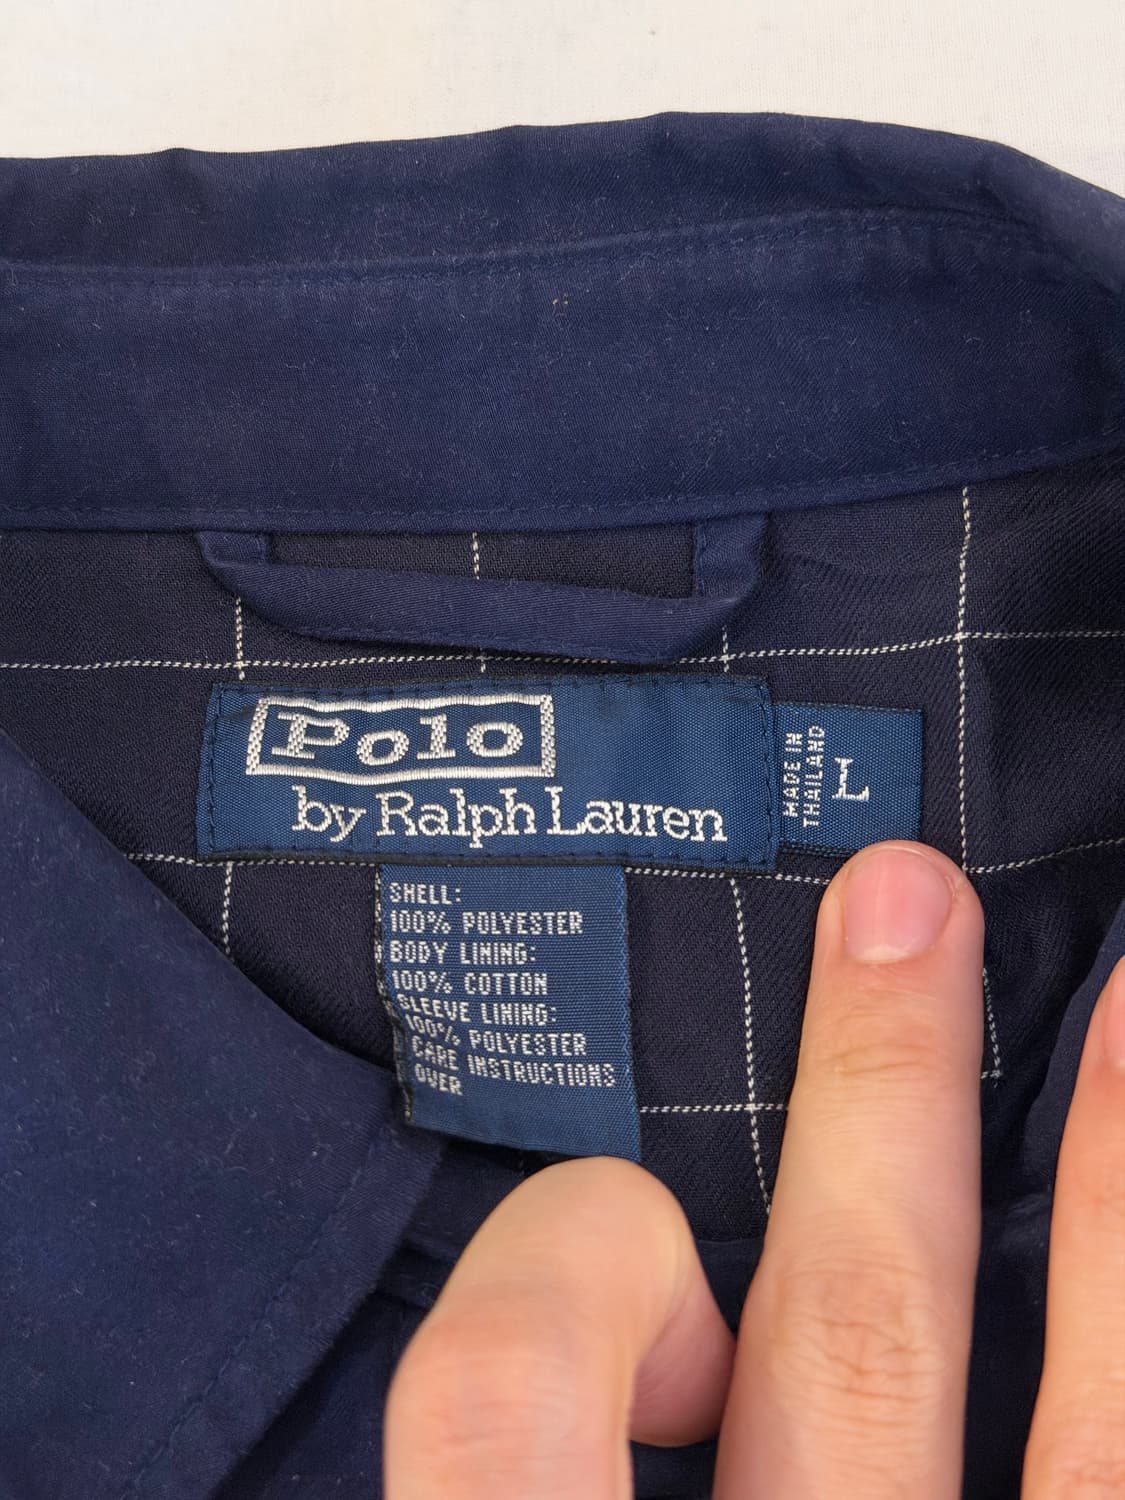 Polo
by Ralph Lauren
MADE IN
THAILAND
L
SHELL:
100% POLYESTER
BODY LINING:
100% COTTON
SLEEVE LINING:
100% POLYESTER
CARE INSTRUCTIONS
OVER